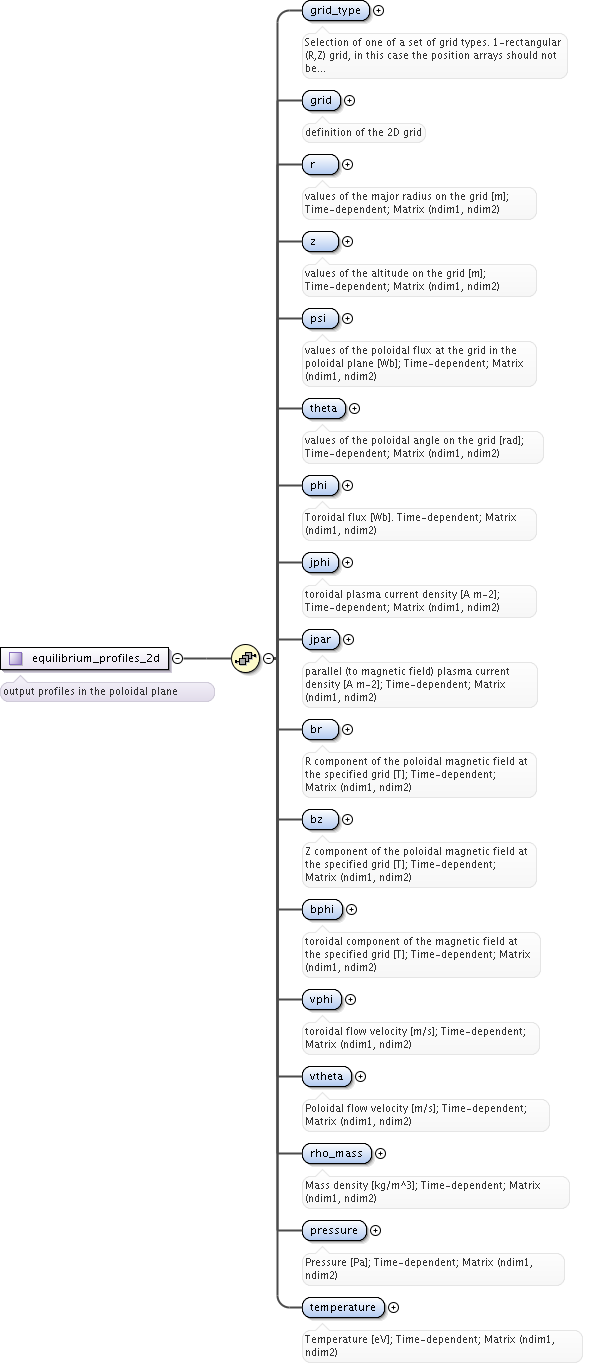 grid_type
Selection of one of a set of grid types. 1-rectangular
(R,Z) grid, in this case the position arrays should not
be...
grid
definition of the 2D grid
r
values of the major radius on the grid [m];
Time-dependent; Matrix (ndim1, ndim2)
z
values of the altitude on the grid [m];
Time-dependent; Matrix (ndim1, ndim2)
psi
values of the poloidal flux at the grid in the
poloidal plane [Wb]; Time-dependent; Matrix
(ndim1, ndim2)
theta
values of the poloidal angle on the grid [rad];
Time-dependent; Matrix (ndim1, ndim2)
phi
Toroidal flux [Wb]. Time-dependent; Matrix
(ndim1, ndim2)
jphi
toroidal plasma current density [A m-2];
Time-dependent; Matrix (ndim1, ndim2)
jpar
equilibrium_profiles_2d
output profiles in the poloidal plane
parallel (to magnetic field) plasma current
density [A m-2]; Time-dependent; Matrix
(ndim1, ndim2)
br
R component of the poloidal magnetic field at
the specified grid [T]; Time-dependent;
Matrix (ndim1, ndim2)
bz
Z component of the poloidal magnetic field at
the specified grid [T]; Time-dependent;
Matrix (ndim1, ndim2)
bphi
toroidal component of the magnetic field at
the specified grid [T]; Time-dependent; Matrix
(ndim1, ndim2)
vphi
toroidal flow velocity [m/s]; Time-dependent;
Matrix (ndim1, ndim2)
vtheta
Poloidal flow velocity [m/s]; Time-dependent;
Matrix (ndim1, ndim2)
rho_mass
Mass density [kg/m^3]; Time-dependent; Matrix
(ndim1, ndim2)
pressure
Pressure [Pa]; Time-dependent; Matrix (ndim1,
ndim2)
temperature
Temperature [eV]; Time-dependent; Matrix (ndim1,
ndim2)